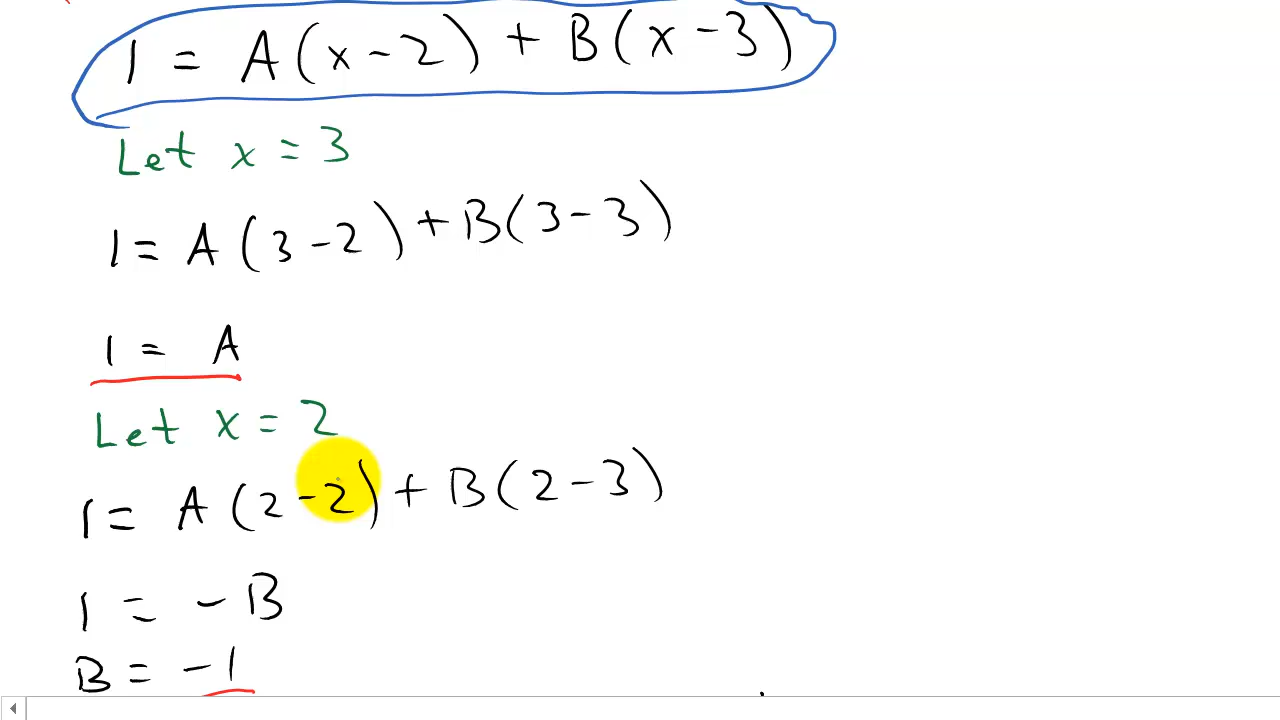 1 = A(x-2) + B(x-3)
Let x = 3
1 = A(3-2) + B(3-3)
1 = A
Let x = 2
1 = A(2-2) + B(2-3)
1 = -B
B = -1